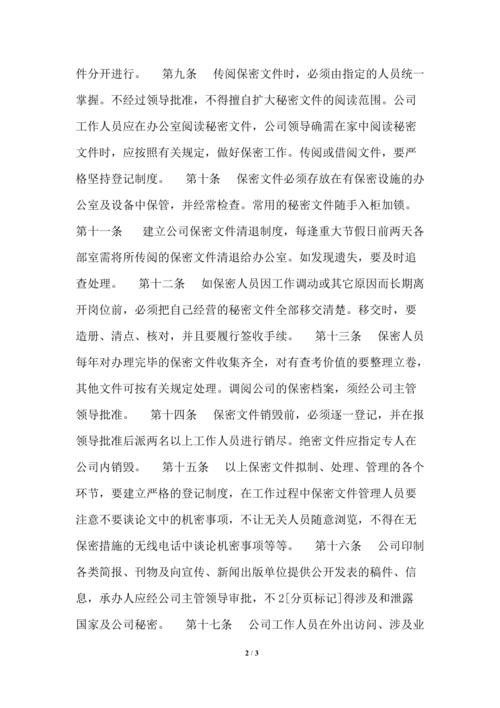 件分开进行。 第九条 传阅保密文件时，必须由指定的人员统一
掌握。不经过领导批准，不得擅自扩大秘密文件的阅读范围。公司
工作人员应在办公室阅读秘密文件，公司领导确需在家中阅读秘密
文件时，应按照有关规定，做好保密工作。传阅或借阅文件，要严
格坚持登记制度。 第十条 保密文件必须存放在有保密设施的办
公室及设备中保管，并经常检查。常用的秘密文件随手入柜加锁。
第十一条 建立公司保密文件清退制度，每逢重大节假日前两天各
部室需将所传阅的保密文件清退给办公室。如发现遗失，要及时追
查处理。 第十二条 如保密人员因工作调动或其它原因而长期离
开岗位前，必须把自己经营的秘密文件全部移交清楚。移交时，要
造册、清点、核对，并且要履行签收手续。 第十三条 保密人员
每年对办理完毕的保密文件收集齐全，对有查考价值的要整理立卷，
其他文件可按有关规定处理。调阅公司的保密档案，须经公司主管
领导批准。 第十四条 保密文件销毁前，必须逐一登记，并在报
领导批准后派两名以上工作人员进行销尽。绝密文件应指定专人在
公司内销毁。 第十五条 以上保密文件拟制、处理、管理的各个
环节，要建立严格的登记制度，在工作过程中保密文件管理人员要
注意不要谈论文中的机密事项，不让无关人员随意浏览，不得在无
保密措施的无线电话中谈论机密事项等等。 第十六条 公司印制
各类简报、刊物及向宣传、新闻出版单位提供公开发表的稿件、信
息，承办人应经公司主管领导审批，不2[分页标记]得涉及和泄露
国家及公司秘密。 第十七条 公司工作人员在外出访问、涉及业
2 / 3